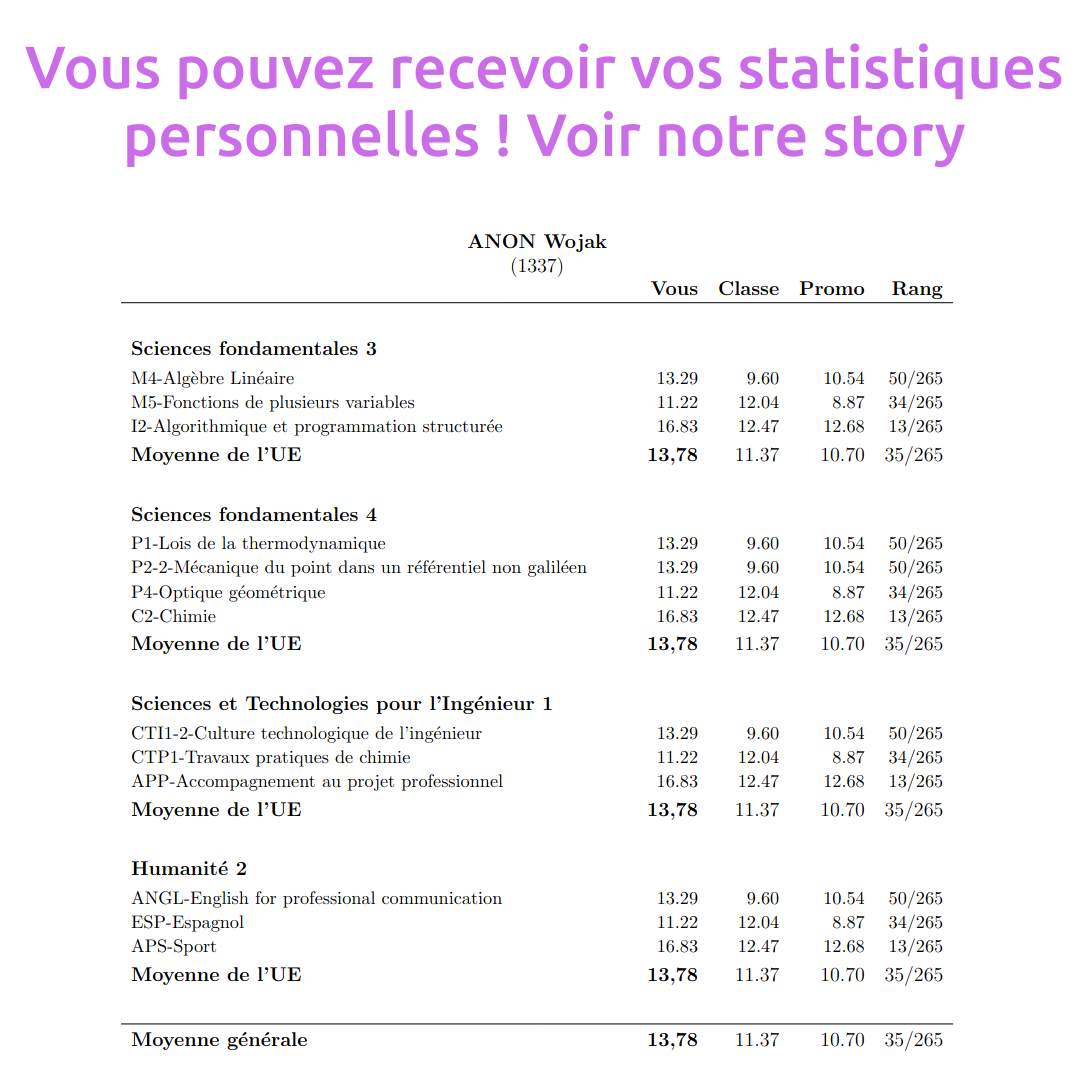 Vous pouvez recevoir vos statistiques
personnelles ! Voir notre story
ANON Wojak
(1337)
Vous Classe Promo Rang
Sciences fondamentales 3
M4-Algèbre Linéaire 13.29 9.60 10.54 50/265
M5-Fonctions de plusieurs variables 11.22 12.04 8.87 34/265
I2-Algorithmique et programmation structurée 16.83 12.47 12.68 13/265
Moyenne de l'UE 13,78 11.37 10.70 35/265
Sciences fondamentales 4
P1-Lois de la thermodynamique 13.29 9.60 10.54 50/265
P2-2-Mécanique du point dans un référentiel non galiléen 13.29 9.60 10.54 50/265
P4-Optique géométrique 11.22 12.04 8.87 34/265
C2-Chimie 16.83 12.47 12.68 13/265
Moyenne de l'UE 13,78 11.37 10.70 35/265
Sciences et Technologies pour l'Ingénieur 1
CTI1-2-Culture technologique de l'ingénieur 13.29 9.60 10.54 50/265
CTP1-Travaux pratiques de chimie 11.22 12.04 8.87 34/265
APP-Accompagnement au projet professionnel 16.83 12.47 12.68 13/265
Moyenne de l'UE 13,78 11.37 10.70 35/265
Humanité 2
ANGL-English for professional communication 13.29 9.60 10.54 50/265
ESP-Espagnol 11.22 12.04 8.87 34/265
APS-Sport 16.83 12.47 12.68 13/265
Moyenne de l'UE 13,78 11.37 10.70 35/265
Moyenne générale 13,78 11.37 10.70 35/265